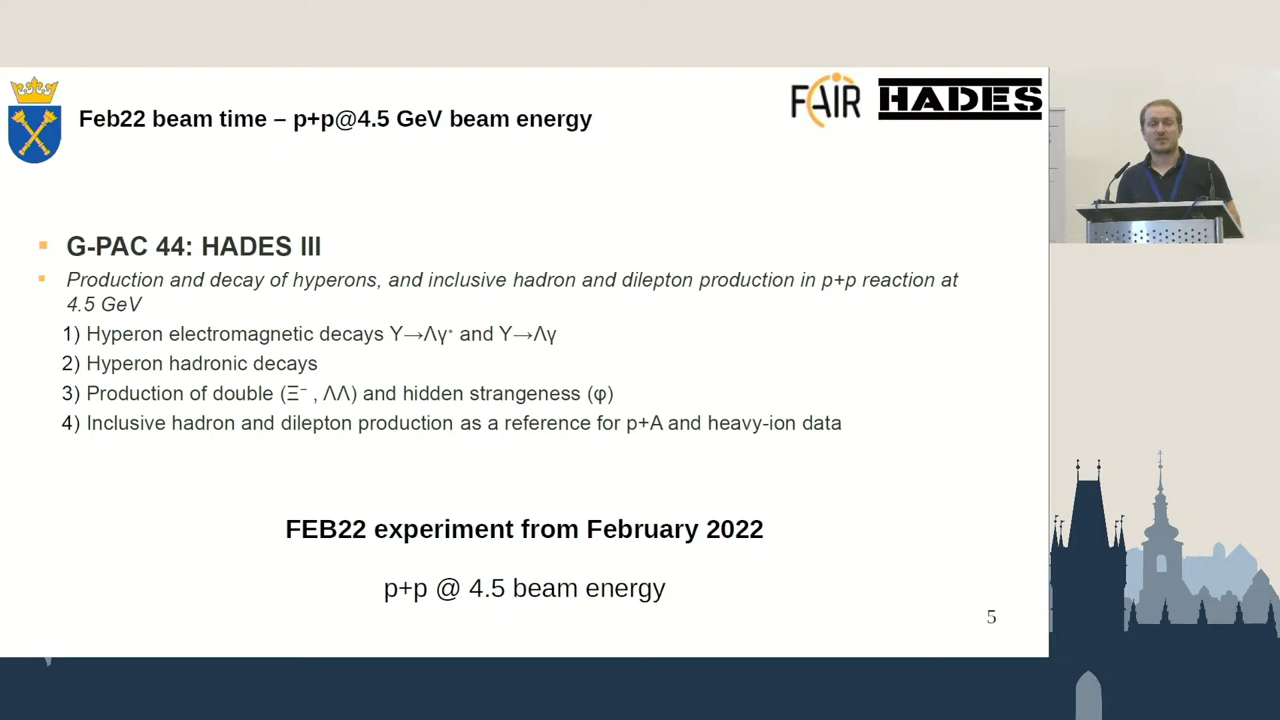 Feb22 beam time – p+p@4.5 GeV beam energy
FAIR
HADES
G-PAC 44: HADES III
Production and decay of hyperons, and inclusive hadron and dilepton production in p+p reaction at
4.5 GeV
1) Hyperon electromagnetic decays Y→Λγ* and Y→Λγ
2) Hyperon hadronic decays
3) Production of double (Ξ⁻ , ΛΛ) and hidden strangeness (φ)
4) Inclusive hadron and dilepton production as a reference for p+A and heavy-ion data
FEB22 experiment from February 2022
p+p @ 4.5 beam energy
5